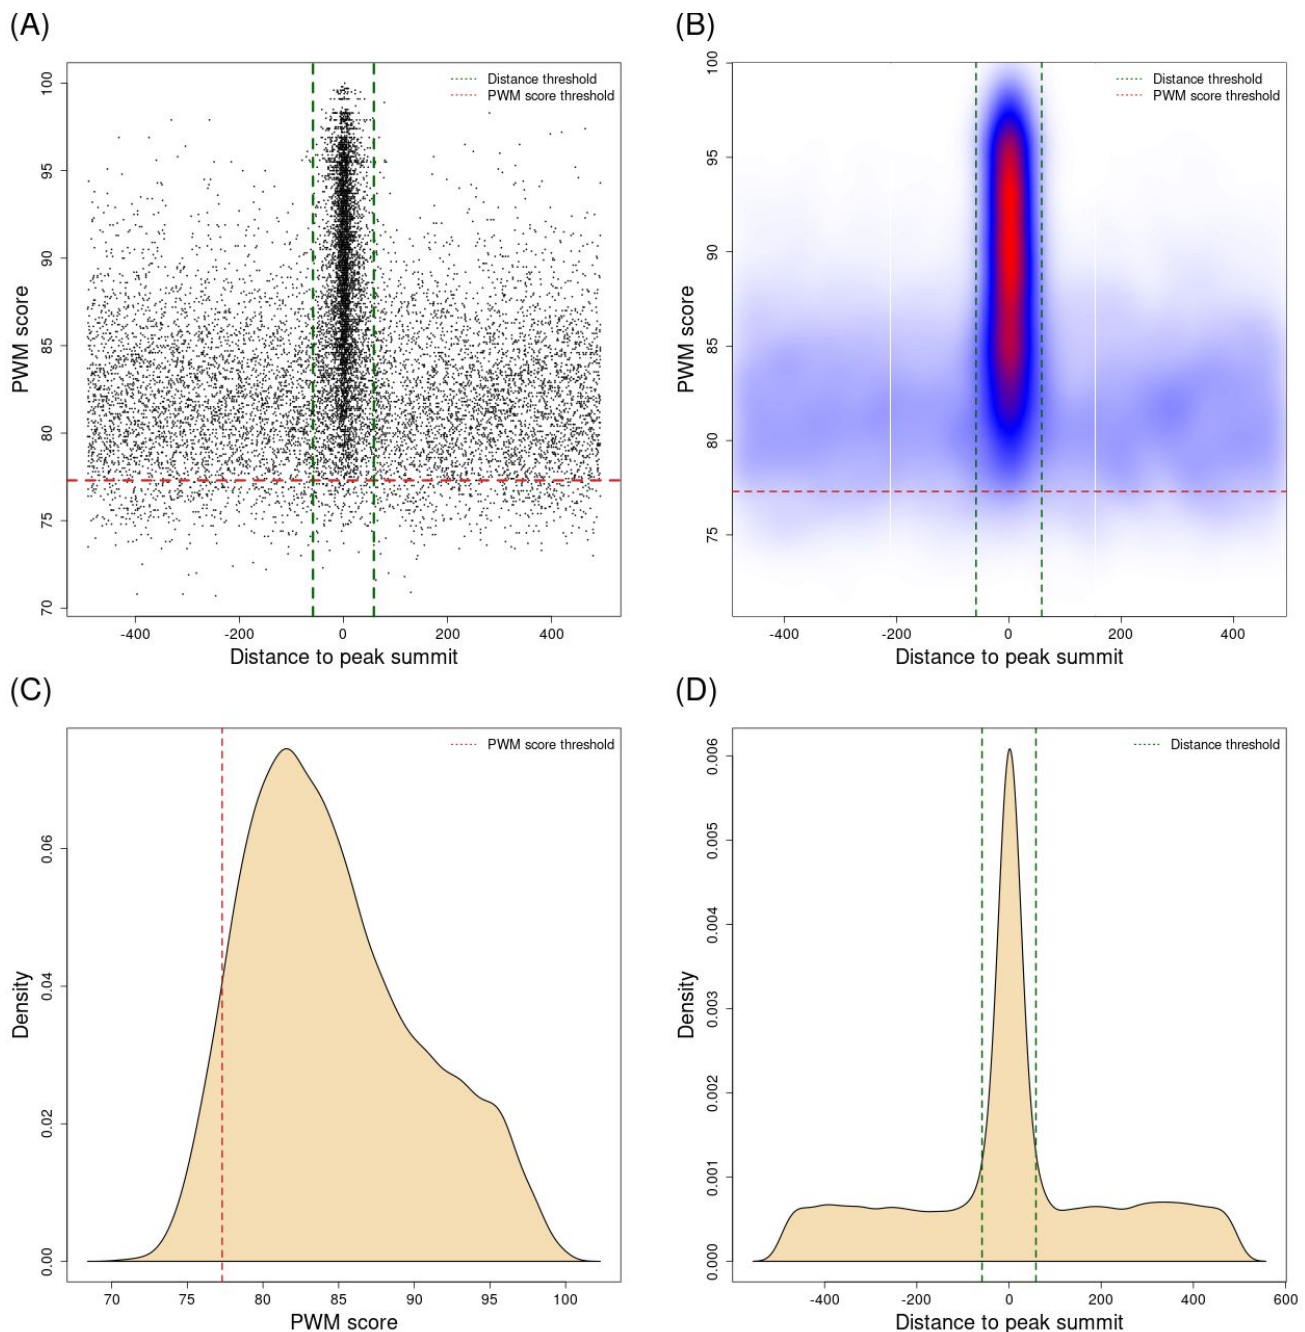 (A)
Distance threshold
PWM score threshold
PWM score
100
95
90
85
80
75
70
-400 -200 0 200 400
Distance to peak summit
(B)
Distance threshold
PWM score threshold
PWM score
100
95
90
85
80
75
-400 -200 0 200 400
Distance to peak summit
(C)
PWM score threshold
Density
0.06
0.04
0.02
0.00
70 75 80 85 90 95 100
PWM score
(D)
Distance threshold
Density
0.006
0.005
0.004
0.003
0.002
0.001
0.000
-400 -200 0 200 400 600
Distance to peak summit